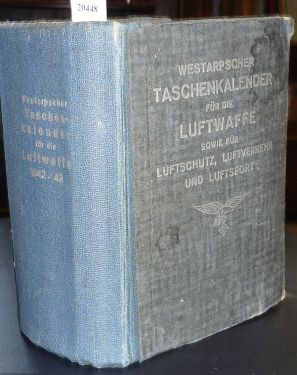 20448
Westarpscher
Taschen-
kalender
für die
Luftwaffe
1942/43
WESTARPSCHER
TASCHENKALENDER
FÜR DIE
LUFTWAFFE
SOWIE FÜR
LUFTSCHUTZ, LUFTVERKEHR
UND LUFTSPORT